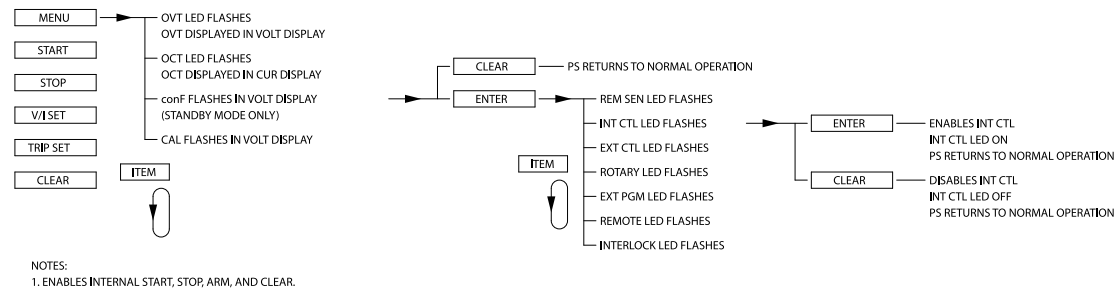 MENU
START
STOP
V/I SET
TRIP SET
CLEAR
OVT LED FLASHES
OVT DISPLAYED IN VOLT DISPLAY
OCT LED FLASHES
OCT DISPLAYED IN CUR DISPLAY
conF FLASHES IN VOLT DISPLAY
(STANDBY MODE ONLY)
CAL FLASHES IN VOLT DISPLAY
ITEM
CLEAR
PS RETURNS TO NORMAL OPERATION
ENTER
REM SEN LED FLASHES
INT CTL LED FLASHES
EXT CTL LED FLASHES
ROTARY LED FLASHES
EXT PGM LED FLASHES
REMOTE LED FLASHES
INTERLOCK LED FLASHES
ITEM
ENTER
ENABLES INT CTL
INT CTL LED ON
PS RETURNS TO NORMAL OPERATION
CLEAR
DISABLES INT CTL
INT CTL LED OFF
PS RETURNS TO NORMAL OPERATION
NOTES:
1. ENABLES INTERNAL START, STOP, ARM, AND CLEAR.